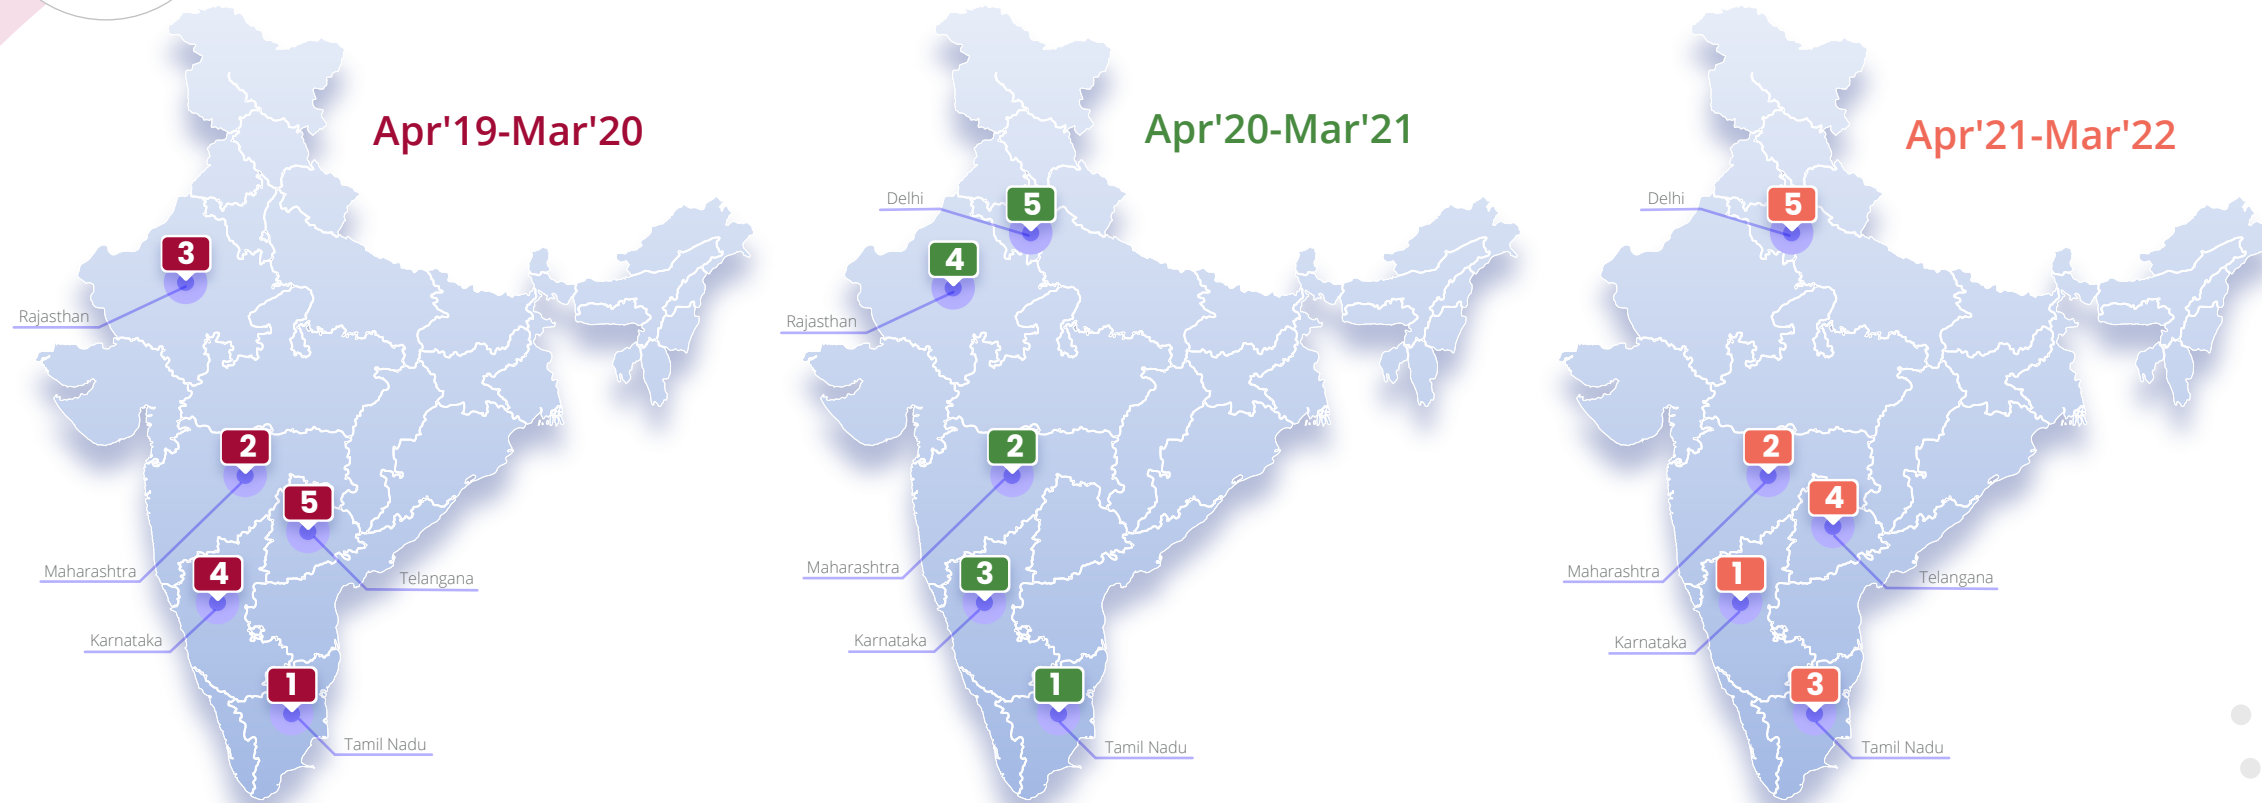 Apr'19-Mar'20
3
Rajasthan
2
5
Maharashtra
Telangana
4
Karnataka
1
Tamil Nadu
Apr'20-Mar'21
Delhi
5
4
Rajasthan
2
Maharashtra
3
Karnataka
1
Tamil Nadu
Apr'21-Mar'22
Delhi
5
2
4
Maharashtra
Telangana
1
Karnataka
3
Tamil Nadu